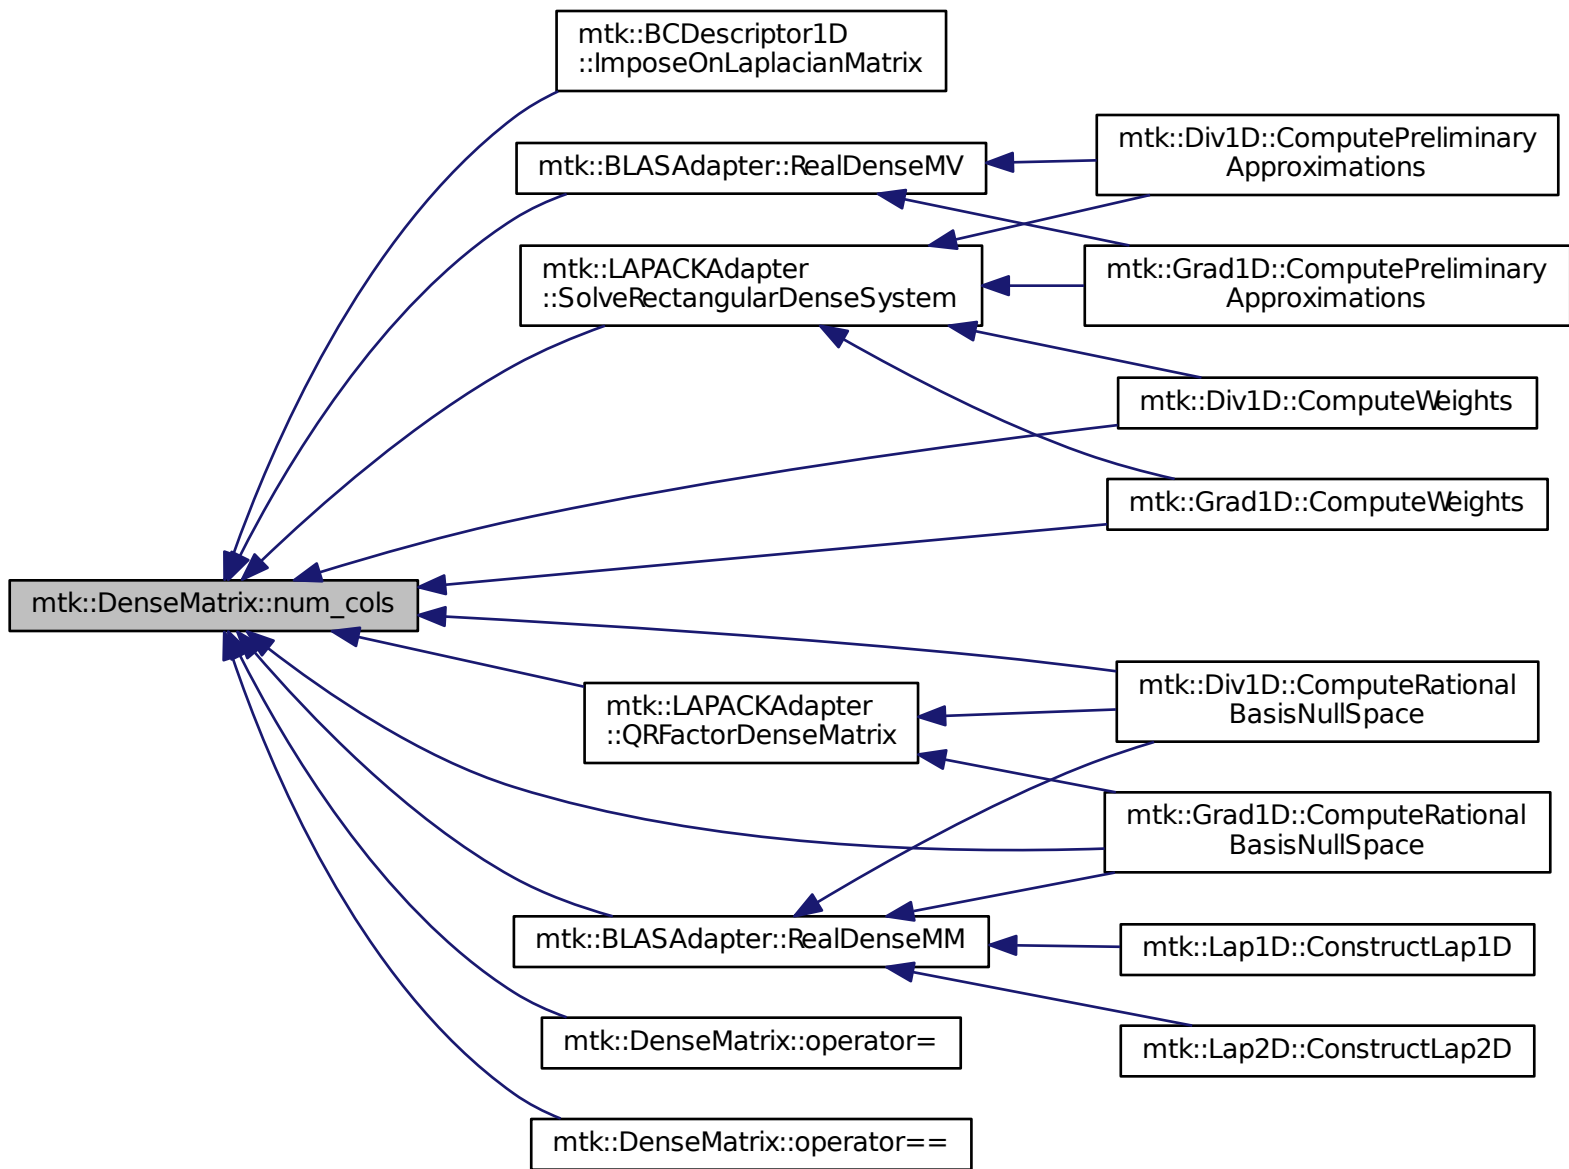 mtk::BCDescriptor1D
::ImposeOnLaplacianMatrix
mtk::BLASAdapter::RealDenseMV
mtk::Div1D::ComputePreliminary
Approximations
mtk::LAPACKAdapter
::SolveRectangularDenseSystem
mtk::Grad1D::ComputePreliminary
Approximations
mtk::Div1D::ComputeWeights
mtk::Grad1D::ComputeWeights
mtk::DenseMatrix::num_cols
mtk::LAPACKAdapter
::QRFactorDenseMatrix
mtk::Div1D::ComputeRational
BasisNullSpace
mtk::Grad1D::ComputeRational
BasisNullSpace
mtk::BLASAdapter::RealDenseMM
mtk::Lap1D::ConstructLap1D
mtk::DenseMatrix::operator=
mtk::Lap2D::ConstructLap2D
mtk::DenseMatrix::operator==